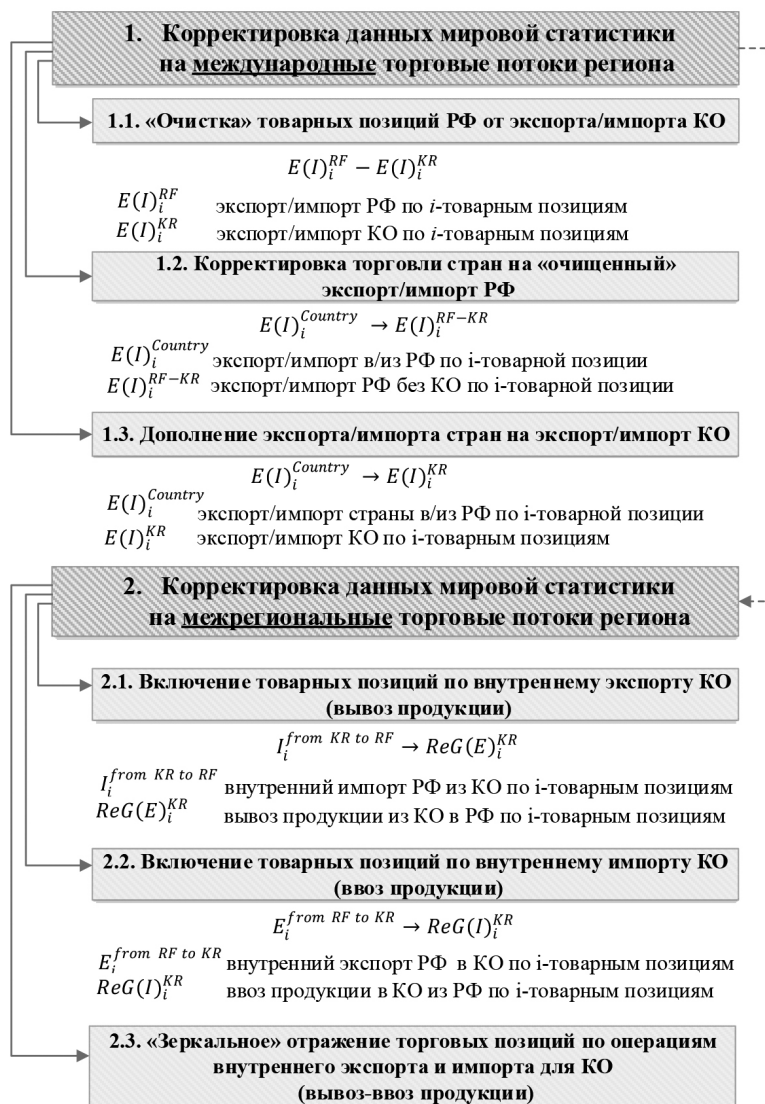 1. Корректировка данных мировой статистики
на международные торговые потоки региона
1.1. «Очистка» товарных позиций РФ от экспорта/импорта КО
E(I)_i^{RF} − E(I)_i^{KR}
E(I)_i^{RF} экспорт/импорт РФ по i-товарным позициям
E(I)_i^{KR} экспорт/импорт КО по i-товарным позициям
1.2. Корректировка торговли стран на «очищенный»
экспорт/импорт РФ
E(I)_i^{Country} → E(I)_i^{RF−KR}
E(I)_i^{Country} экспорт/импорт в/из РФ по i-товарной позиции
E(I)_i^{RF−KR} экспорт/импорт РФ без КО по i-товарной позиции
1.3. Дополнение экспорта/импорта стран на экспорт/импорт КО
E(I)_i^{Country} → E(I)_i^{KR}
E(I)_i^{Country} экспорт/импорт страны в/из РФ по i-товарной позиции
E(I)_i^{KR} экспорт/импорт КО по i-товарным позициям
2. Корректировка данных мировой статистики
на межрегиональные торговые потоки региона
2.1. Включение товарных позиций по внутреннему экспорту КО
(вывоз продукции)
I_i^{from KR to RF} → ReG(E)_i^{KR}
I_i^{from KR to RF} внутренний импорт РФ из КО по i-товарным позициям
ReG(E)_i^{KR} вывоз продукции из КО в РФ по i-товарным позициям
2.2. Включение товарных позиций по внутреннему импорту КО
(ввоз продукции)
E_i^{from RF to KR} → ReG(I)_i^{KR}
E_i^{from RF to KR} внутренний экспорт РФ в КО по i-товарным позициям
ReG(I)_i^{KR} ввоз продукции в КО из РФ по i-товарным позициям
2.3. «Зеркальное» отражение торговых позиций по операциям
внутреннего экспорта и импорта для КО
(вывоз-ввоз продукции)